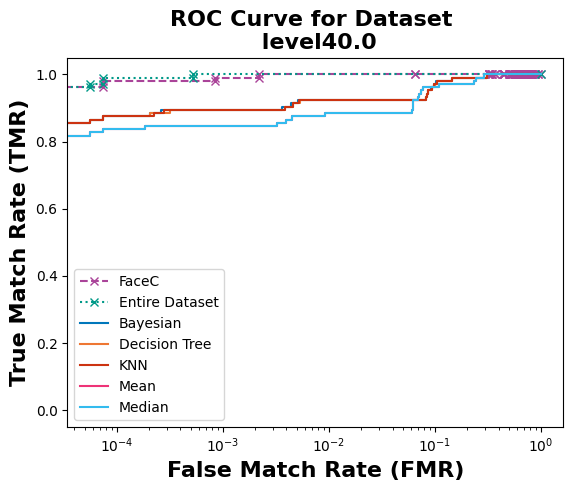 ROC Curve for Dataset
level40.0
True Match Rate (TMR)
1.0
0.8
0.6
0.4
0.2
0.0
FaceC
Entire Dataset
Bayesian
Decision Tree
KNN
Mean
Median
10⁻⁴
10⁻³
10⁻²
10⁻¹
10⁰
False Match Rate (FMR)